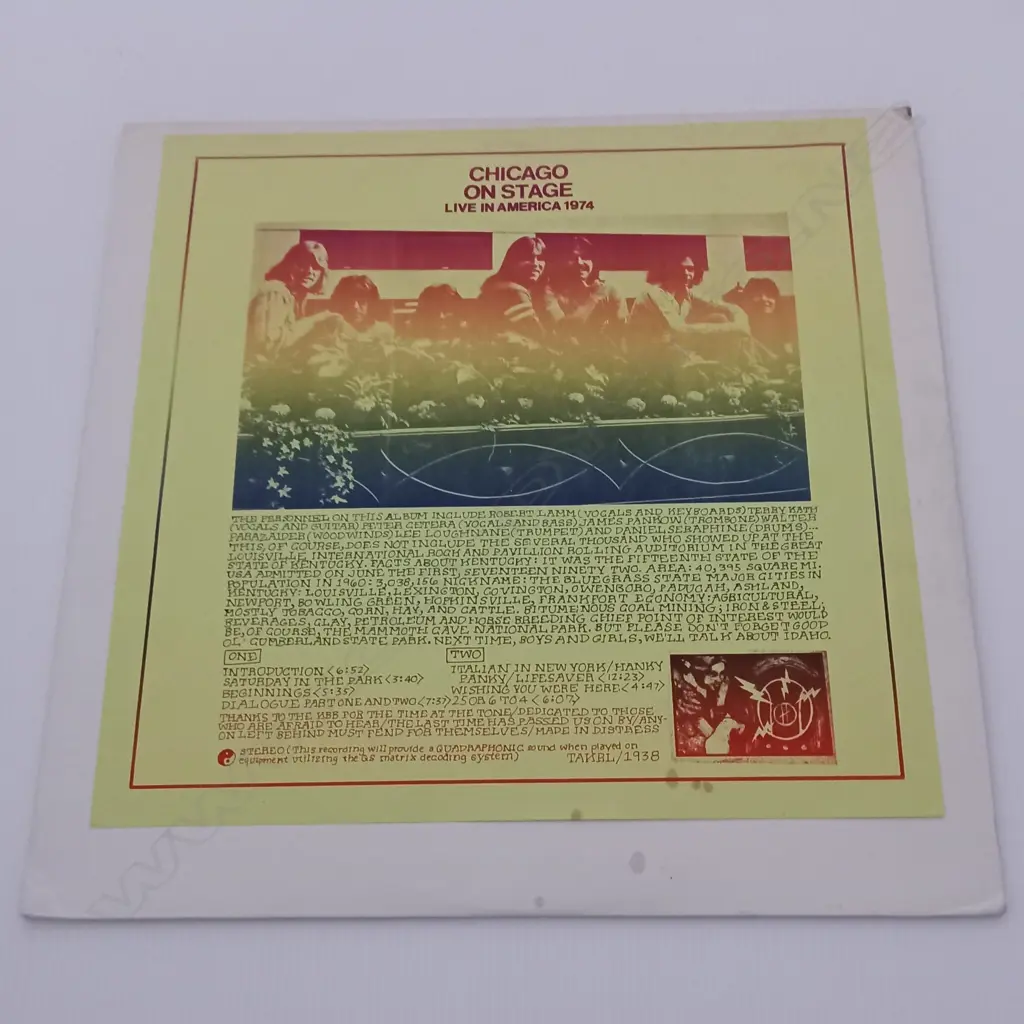 CHICAGO
ON STAGE
LIVE IN AMERICA 1974
THE PERSONNEL ON THIS ALBUM INCLUDE ROBERT LAMM (VOCALS AND KEYBOARDS) TERRY KATH
(VOCALS AND GUITAR) PETER CETERA (VOCALS AND BASS) JAMES PANKOW (TROMBONE) WALTER
PARAZAIDER (WOODWINDS) LEE LOUGHNANE (TRUMPET) AND DANIEL SERAPHINE (DRUMS)...
THIS, OF COURSE, DOES NOT INCLUDE THE SEVERAL THOUSAND WHO SHOWED UP AT THE
LOUISVILLE INTERNATIONAL ROCK AND PAVILLION ROLLING AUDITORIUM IN THE GREAT
STATE OF KENTUCKY. FACTS ABOUT KENTUCKY: IT WAS THE FIFTEENTH STATE OF THE
USA ADMITTED ON JUNE THE FIRST, SEVENTEEN NINETY TWO. AREA: 40,395 SQUARE MI.
POPULATION IN 1960: 3,038,156 NICKNAME: THE BLUEGRASS STATE MAJOR CITIES IN
KENTUCKY: LOUISVILLE, LEXINGTON, COVINGTON, OWENBORO, PADUCAH, ASHLAND,
NEWPORT, BOWLING GREEN, HOPKINSVILLE, FRANKFORT ECONOMY: AGRICULTURAL,
MOSTLY TOBACCO, CORN, HAY, AND CATTLE. BITUMENOUS COAL MINING; IRON & STEEL;
BEVERAGES, CLAY, PETROLEUM AND HORSE BREEDING CHIEF POINT OF INTEREST WOULD
BE, OF COURSE, THE MAMMOTH CAVE NATIONAL PARK. BUT PLEASE DON'T FORGET GOOD
OL' CUMBERLAND STATE PARK. NEXT TIME, BOYS AND GIRLS, WE'LL TALK ABOUT IDAHO.
ONE
INTRODUCTION <6:52>
SATURDAY IN THE PARK <3:40>
BEGINNINGS <5:35>
DIALOGUE PART ONE AND TWO <7:37>
TWO
ITALIAN IN NEW YORK/HANKY
PANKY/LIFESAVER <12:23>
WISHING YOU WERE HERE <4:47>
25 OR 6 TO 4 <6:07>
THANKS TO THE KBB FOR THE TIME AT THE TONE/DEDICATED TO THOSE
WHO ARE AFRAID TO HEAR/THE LAST TIME HAS PASSED US ON BY/ANY-
ON LEFT BEHIND MUST FEND FOR THEMSELVES/MADE IN DISTRESS
STEREO (This recording will provide a QUADRAPHONIC sound when played on
equipment utilizing the QS matrix decoding system)
TAKRL/1938